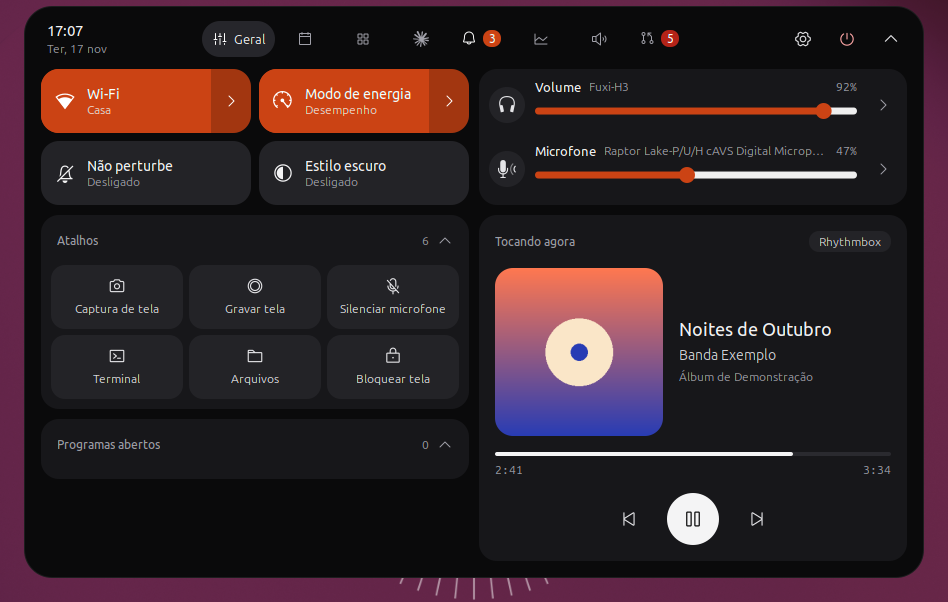 17:07
Ter, 17 nov
Geral
3
5
Wi-Fi
Casa
Modo de energia
Desempenho
Não perturbe
Desligado
Estilo escuro
Desligado
Volume Fuxi-H3 92%
Microfone Raptor Lake-P/U/H cAVS Digital Microp... 47%
Atalhos 6
Captura de tela
Gravar tela
Silenciar microfone
Terminal
Arquivos
Bloquear tela
Programas abertos 0
Tocando agora Rhythmbox
Noites de Outubro
Banda Exemplo
Álbum de Demonstração
2:41 3:34